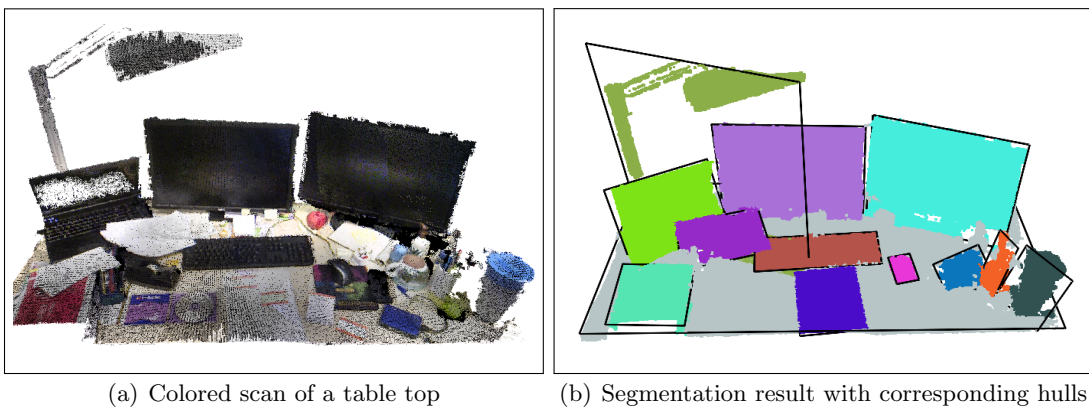 (a) Colored scan of a table top
(b) Segmentation result with corresponding hulls